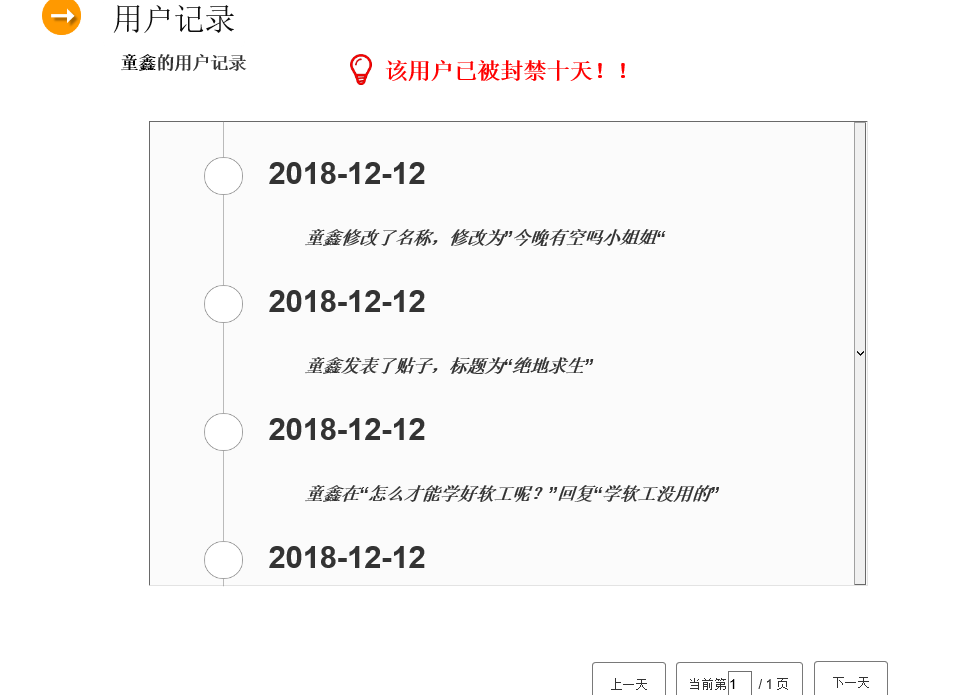 用户记录
童鑫的用户记录
该用户已被封禁十天！！
2018-12-12
童鑫修改了名称，修改为”今晚有空吗小姐姐“
2018-12-12
童鑫发表了贴子，标题为“绝地求生”
2018-12-12
童鑫在“怎么才能学好软工呢？”回复“学软工没用的”
2018-12-12
上一天 当前第1 / 1 页 下一天